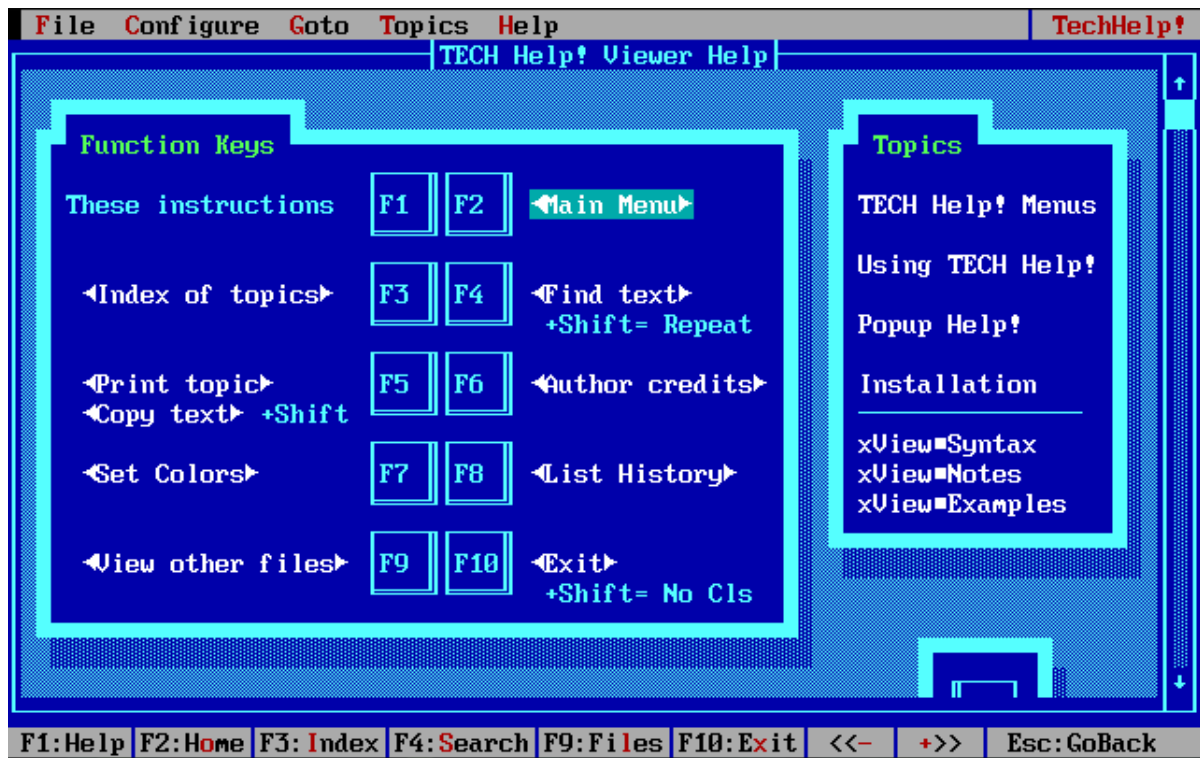 File Configure Goto Topics Help TechHelp!
TECH Help! Viewer Help
Function Keys
These instructions F1 F2 ◄Main Menu►
◄Index of topics► F3 F4 ◄Find text►
+Shift= Repeat
◄Print topic► F5 F6 ◄Author credits►
◄Copy text► +Shift
◄Set Colors► F7 F8 ◄List History►
◄View other files► F9 F10 ◄Exit►
+Shift= No Cls
Topics
TECH Help! Menus
Using TECH Help!
Popup Help!
Installation
xView■Syntax
xView■Notes
xView■Examples
F1:Help F2:Home F3:Index F4:Search F9:Files F10:Exit <<- +>> Esc:GoBack